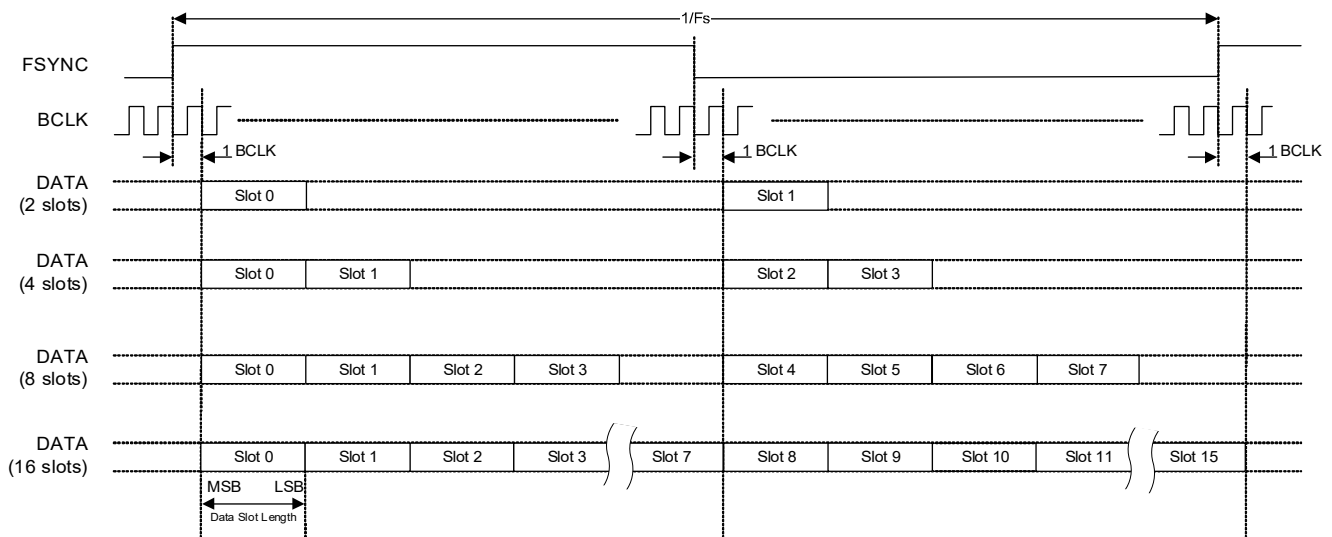 1/Fs
FSYNC
BCLK
1 BCLK 1 BCLK 1 BCLK
DATA
(2 slots)
Slot 0 Slot 1
DATA
(4 slots)
Slot 0 Slot 1 Slot 2 Slot 3
DATA
(8 slots)
Slot 0 Slot 1 Slot 2 Slot 3 Slot 4 Slot 5 Slot 6 Slot 7
DATA
(16 slots)
Slot 0 Slot 1 Slot 2 Slot 3 Slot 7 Slot 8 Slot 9 Slot 10 Slot 11 Slot 15
MSB LSB
Data Slot Length